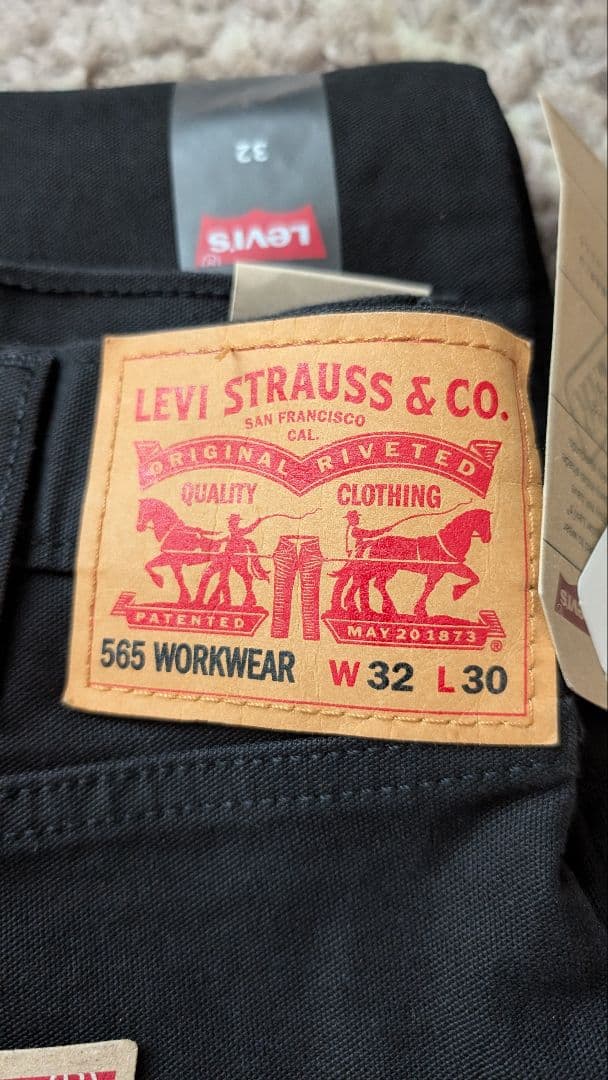 32
Levi's
®
LEVI STRAUSS & CO.
SAN FRANCISCO
CAL.
ORIGINAL RIVETED
QUALITY CLOTHING
PATENTED MAY 20 1873 ®
565 WORKWEAR W 32 L 30